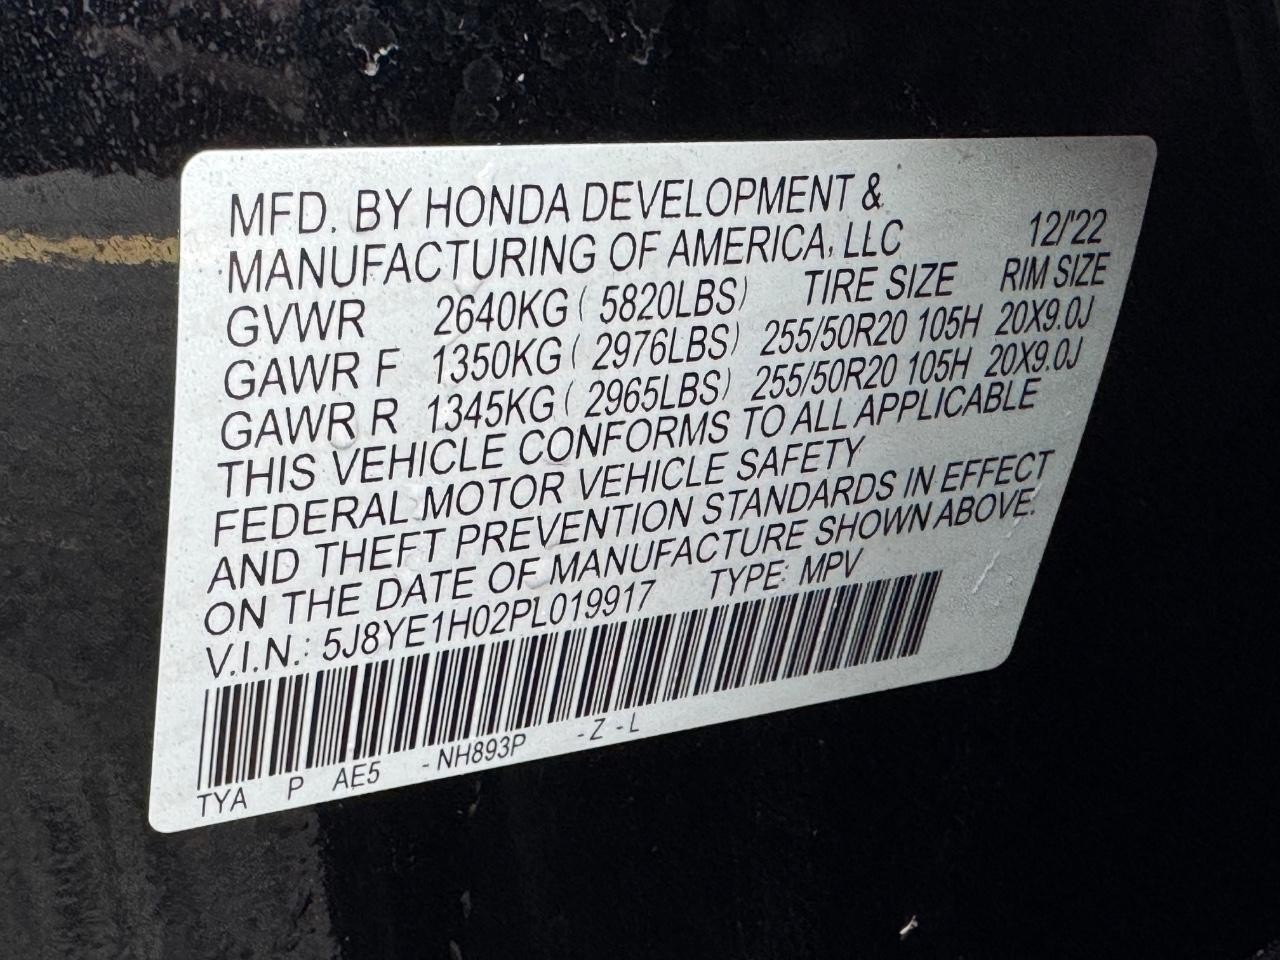 MFD. BY HONDA DEVELOPMENT &
MANUFACTURING OF AMERICA, LLC 12/'22
GVWR 2640KG ( 5820LBS) TIRE SIZE RIM SIZE
GAWR F 1350KG ( 2976LBS) 255/50R20 105H 20X9.0J
GAWR R 1345KG ( 2965LBS) 255/50R20 105H 20X9.0J
THIS VEHICLE CONFORMS TO ALL APPLICABLE
FEDERAL MOTOR VEHICLE SAFETY
AND THEFT PREVENTION STANDARDS IN EFFECT
ON THE DATE OF MANUFACTURE SHOWN ABOVE.
V.I.N.: 5J8YE1H02PL019917 TYPE: MPV
TYA P AE5 - NH893P - Z - L